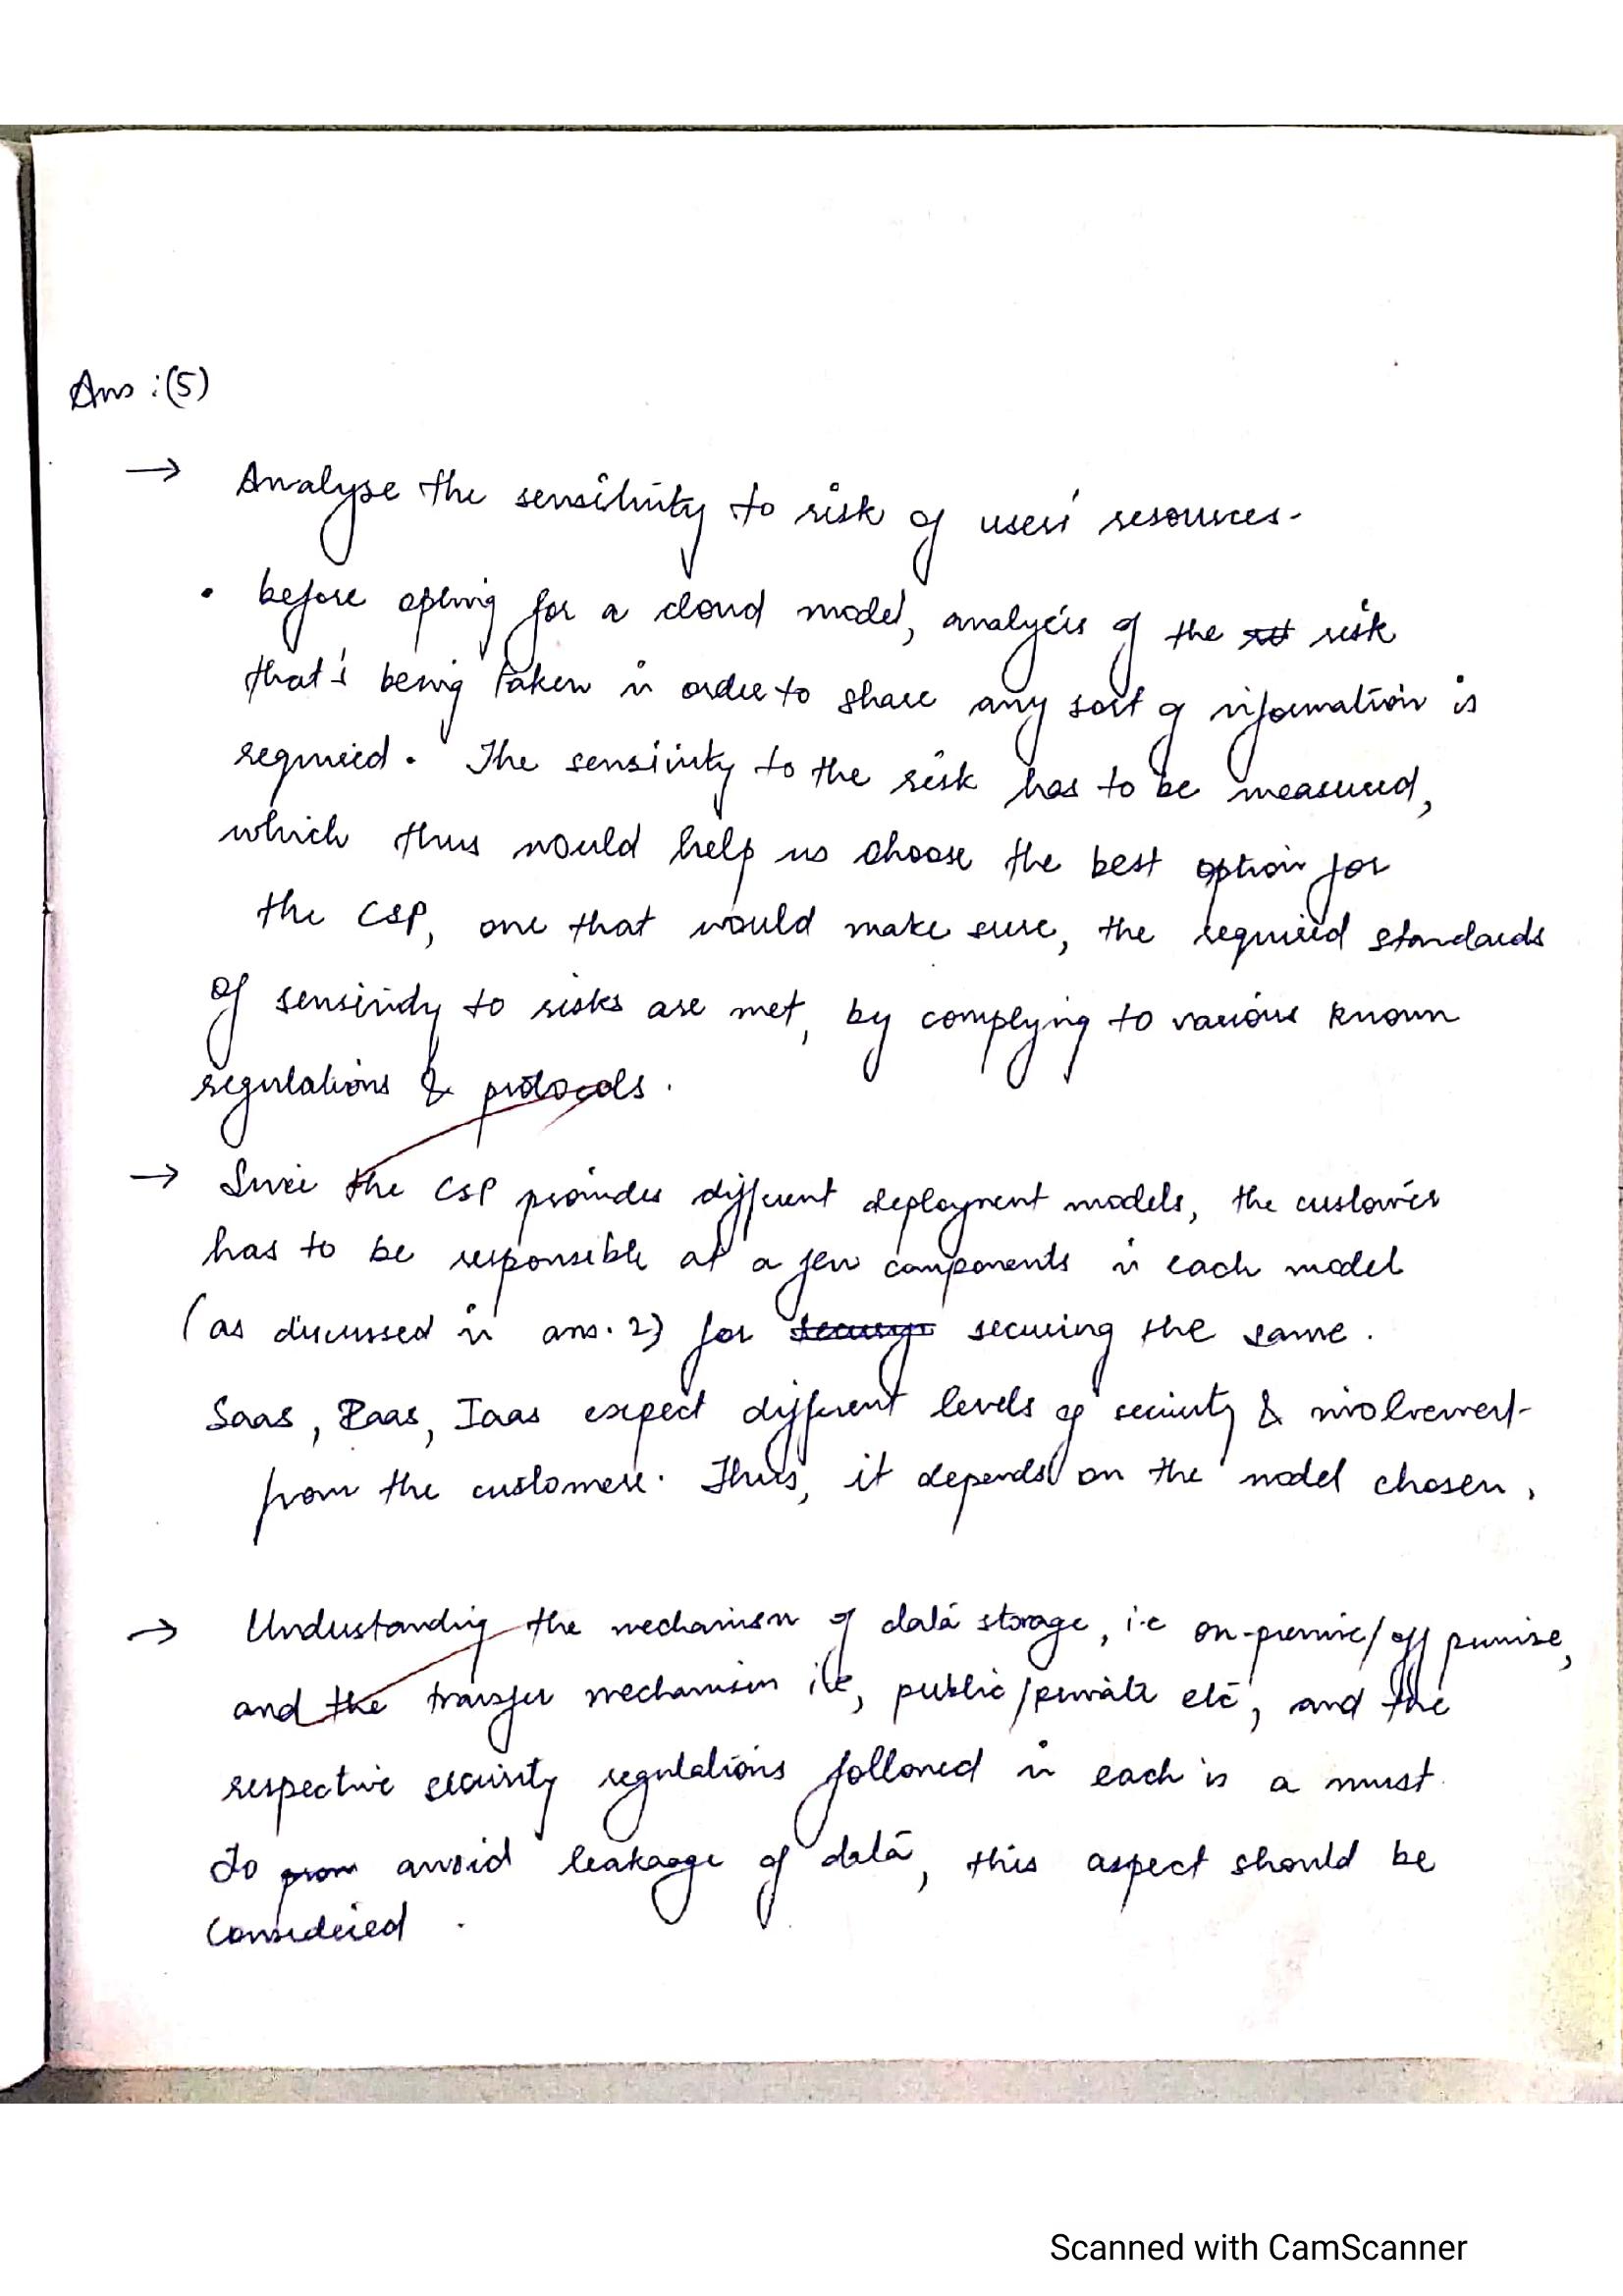 Ans :(5)
→ Analyse the sensitivity to risk of users' resources.
• before opting for a cloud model, analysis of the risk
that's being taken in order to share any sort of information is
required. The sensivity to the risk has to be measured,
which thus would help us choose the best option for
the CSP, one that would make sure, the required standards
of sensividy to risks are met, by complying to various known
regulations & protocols.
→ Since the CSP provides different deployment models, the customer
has to be responsible at a few components in each model
(as discussed in ans. 2) for securing the same.
Saas, Paas, Iaas expect different levels of security & involvement
from the customers. Thus, it depends on the model chosen.
→ Understanding the mechanism of data storage, i.e on-premise/off premise,
and the transfer mechanism i.e, public/private etc, and the
respective security regulations followed in each is a must
to avoid leakaage of data, this aspect should be
considered.
Scanned with CamScanner